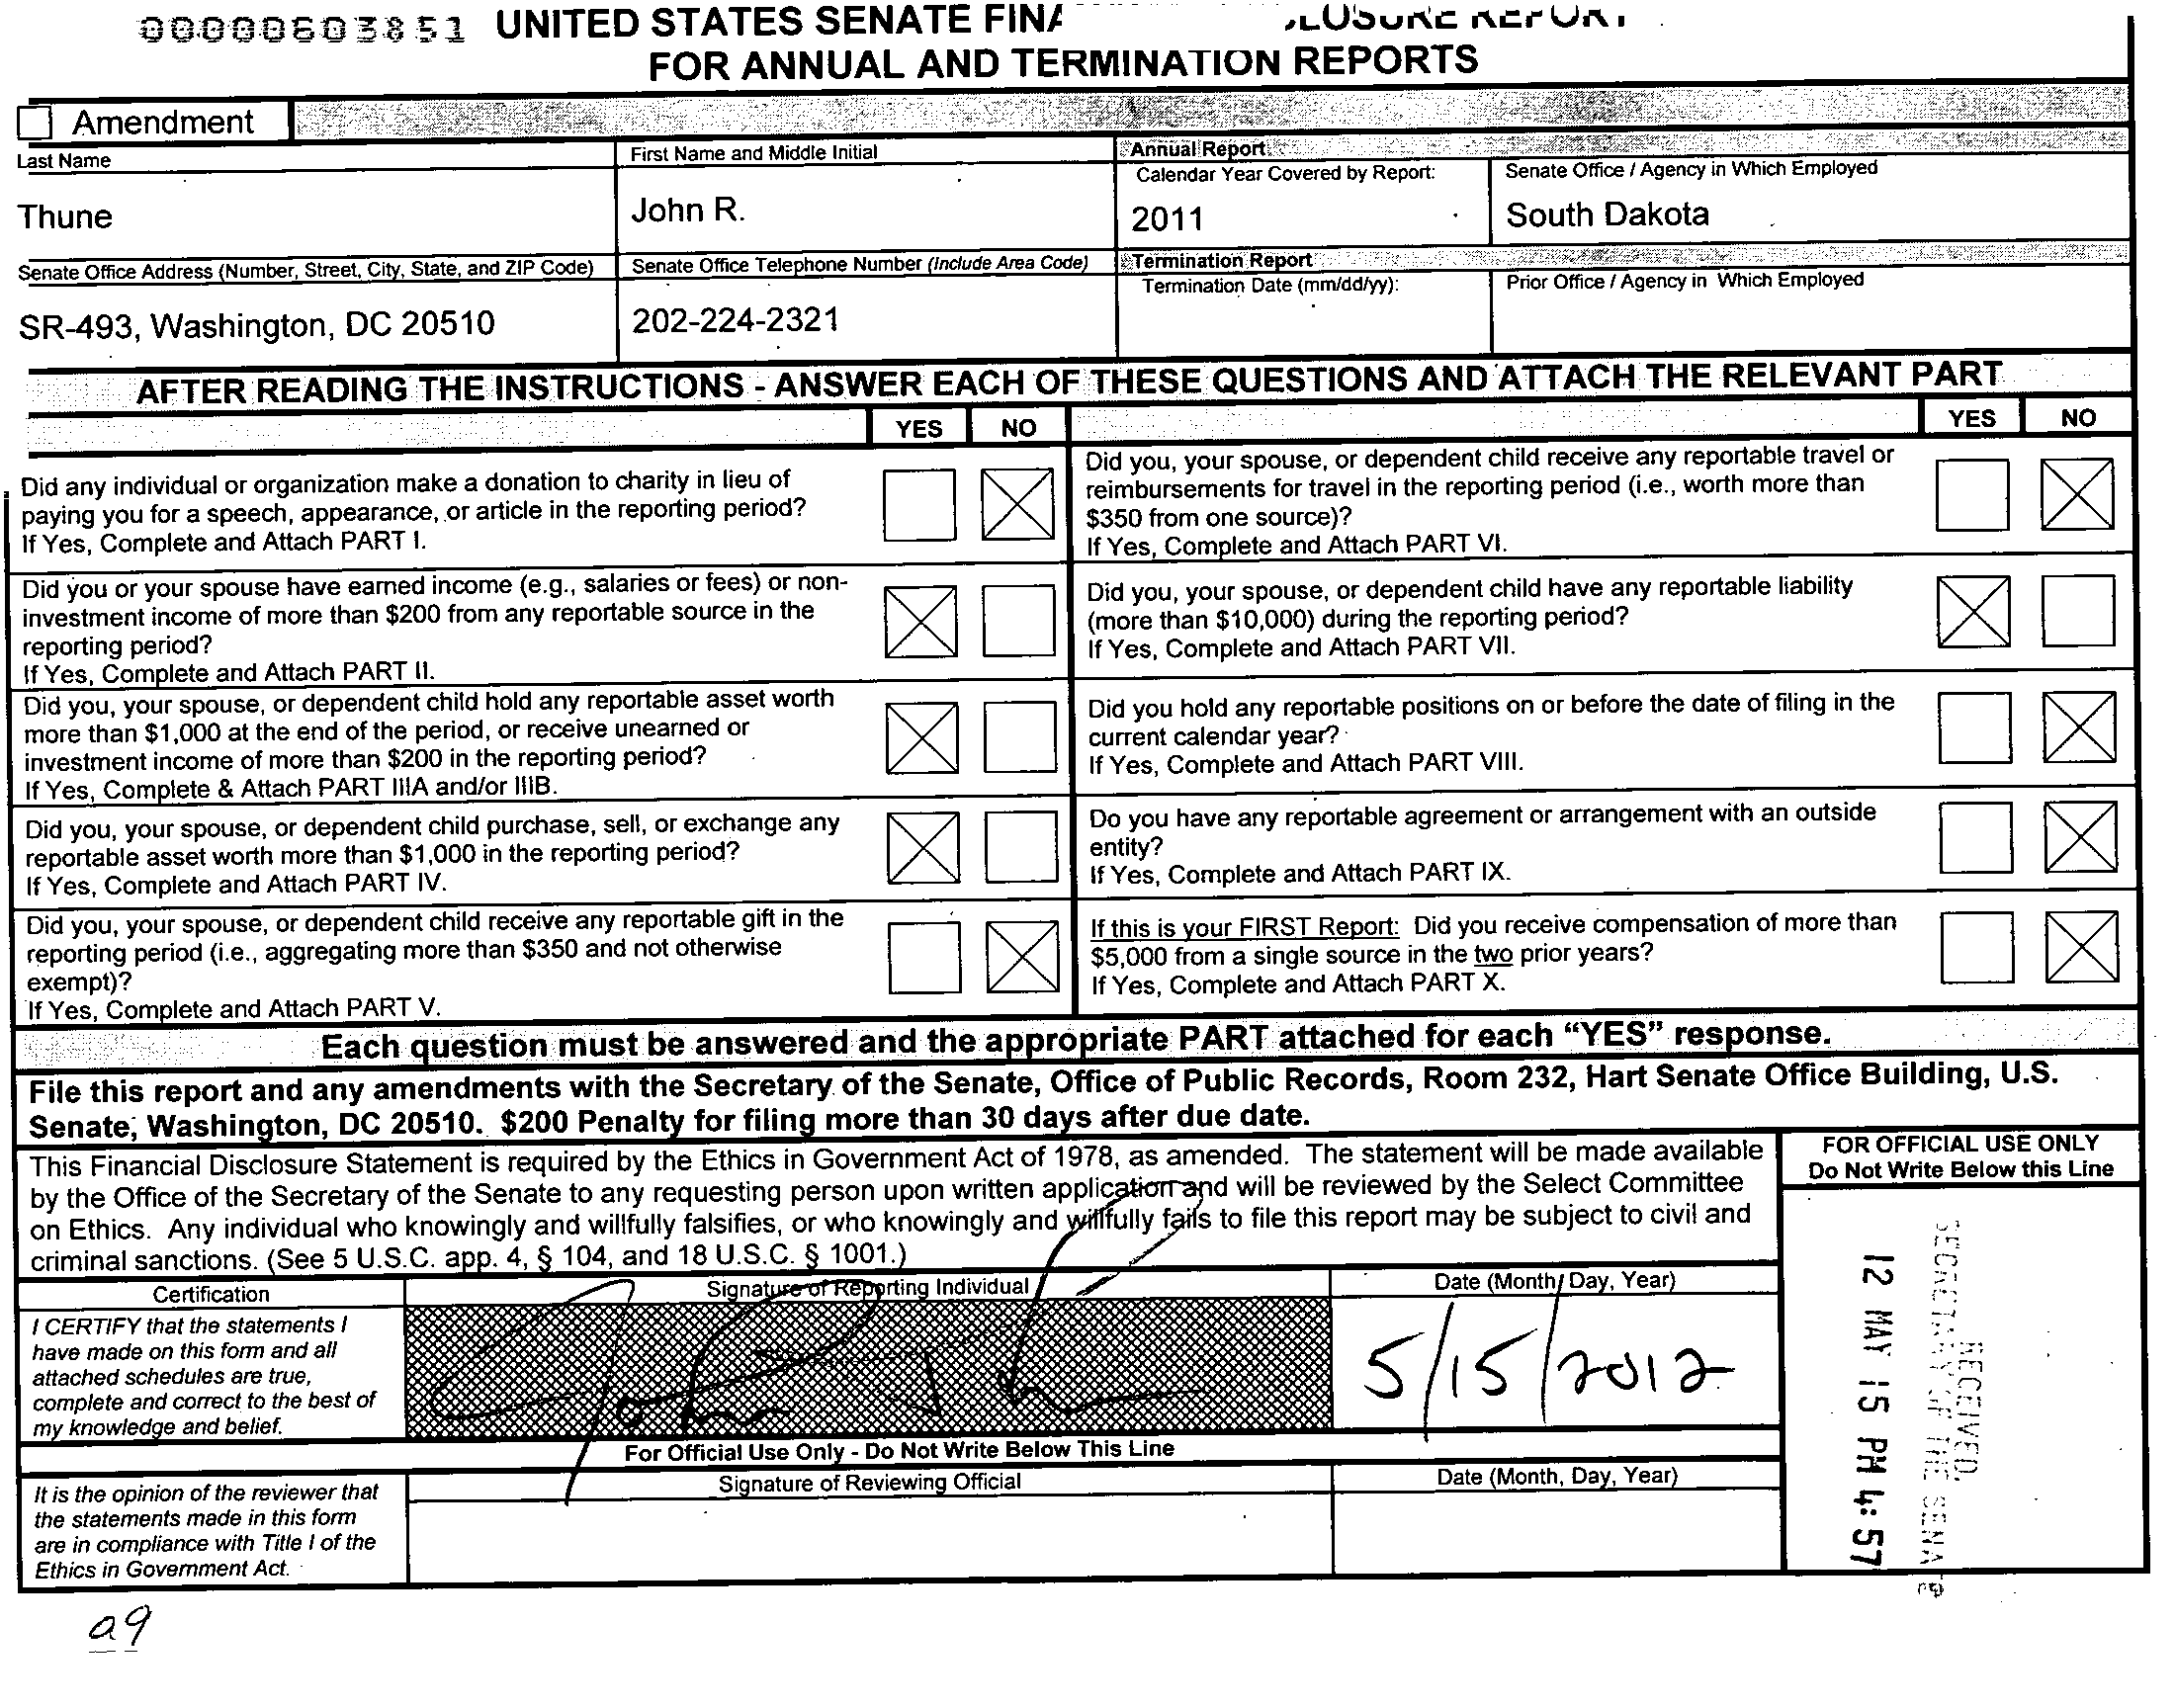 00000603851 UNITED STATES SENATE FINA LOSURE REPORT
FOR ANNUAL AND TERMINATION REPORTS
Amendment
Last Name
First Name and Middle Initial
Annual Report
Calendar Year Covered by Report:
Senate Office / Agency in Which Employed
Thune
John R.
2011
South Dakota
Senate Office Address (Number, Street, City, State, and ZIP Code)
Senate Office Telephone Number (Include Area Code)
Termination Report
Termination Date (mm/dd/yy):
Prior Office / Agency in Which Employed
SR-493, Washington, DC 20510
202-224-2321
AFTER READING THE INSTRUCTIONS - ANSWER EACH OF THESE QUESTIONS AND ATTACH THE RELEVANT PART
YES NO
YES NO
Did any individual or organization make a donation to charity in lieu of
paying you for a speech, appearance, or article in the reporting period?
If Yes, Complete and Attach PART I.
Did you, your spouse, or dependent child receive any reportable travel or
reimbursements for travel in the reporting period (i.e., worth more than
$350 from one source)?
If Yes, Complete and Attach PART VI.
Did you or your spouse have earned income (e.g., salaries or fees) or non-
investment income of more than $200 from any reportable source in the
reporting period?
If Yes, Complete and Attach PART II.
Did you, your spouse, or dependent child have any reportable liability
(more than $10,000) during the reporting period?
If Yes, Complete and Attach PART VII.
Did you, your spouse, or dependent child hold any reportable asset worth
more than $1,000 at the end of the period, or receive unearned or
investment income of more than $200 in the reporting period?
If Yes, Complete & Attach PART IIIA and/or IIIB.
Did you hold any reportable positions on or before the date of filing in the
current calendar year?
If Yes, Complete and Attach PART VIII.
Did you, your spouse, or dependent child purchase, sell, or exchange any
reportable asset worth more than $1,000 in the reporting period?
If Yes, Complete and Attach PART IV.
Do you have any reportable agreement or arrangement with an outside
entity?
If Yes, Complete and Attach PART IX.
Did you, your spouse, or dependent child receive any reportable gift in the
reporting period (i.e., aggregating more than $350 and not otherwise
exempt)?
If Yes, Complete and Attach PART V.
If this is your FIRST Report: Did you receive compensation of more than
$5,000 from a single source in the two prior years?
If Yes, Complete and Attach PART X.
Each question must be answered and the appropriate PART attached for each “YES” response.
File this report and any amendments with the Secretary of the Senate, Office of Public Records, Room 232, Hart Senate Office Building, U.S.
Senate, Washington, DC 20510. $200 Penalty for filing more than 30 days after due date.
This Financial Disclosure Statement is required by the Ethics in Government Act of 1978, as amended. The statement will be made available
by the Office of the Secretary of the Senate to any requesting person upon written application and will be reviewed by the Select Committee
on Ethics. Any individual who knowingly and willfully falsifies, or who knowingly and willfully fails to file this report may be subject to civil and
criminal sanctions. (See 5 U.S.C. app. 4, § 104, and 18 U.S.C. § 1001.)
FOR OFFICIAL USE ONLY
Do Not Write Below this Line
Certification
Signature of Reporting Individual
Date (Month, Day, Year)
I CERTIFY that the statements I
have made on this form and all
attached schedules are true,
complete and correct to the best of
my knowledge and belief.
5/15/2012
For Official Use Only - Do Not Write Below This Line
It is the opinion of the reviewer that
the statements made in this form
are in compliance with Title I of the
Ethics in Government Act.
Signature of Reviewing Official
Date (Month, Day, Year)
RECEIVED
SECRETARY OF THE SENATE
12 MAY 15 PM 4:57
a9